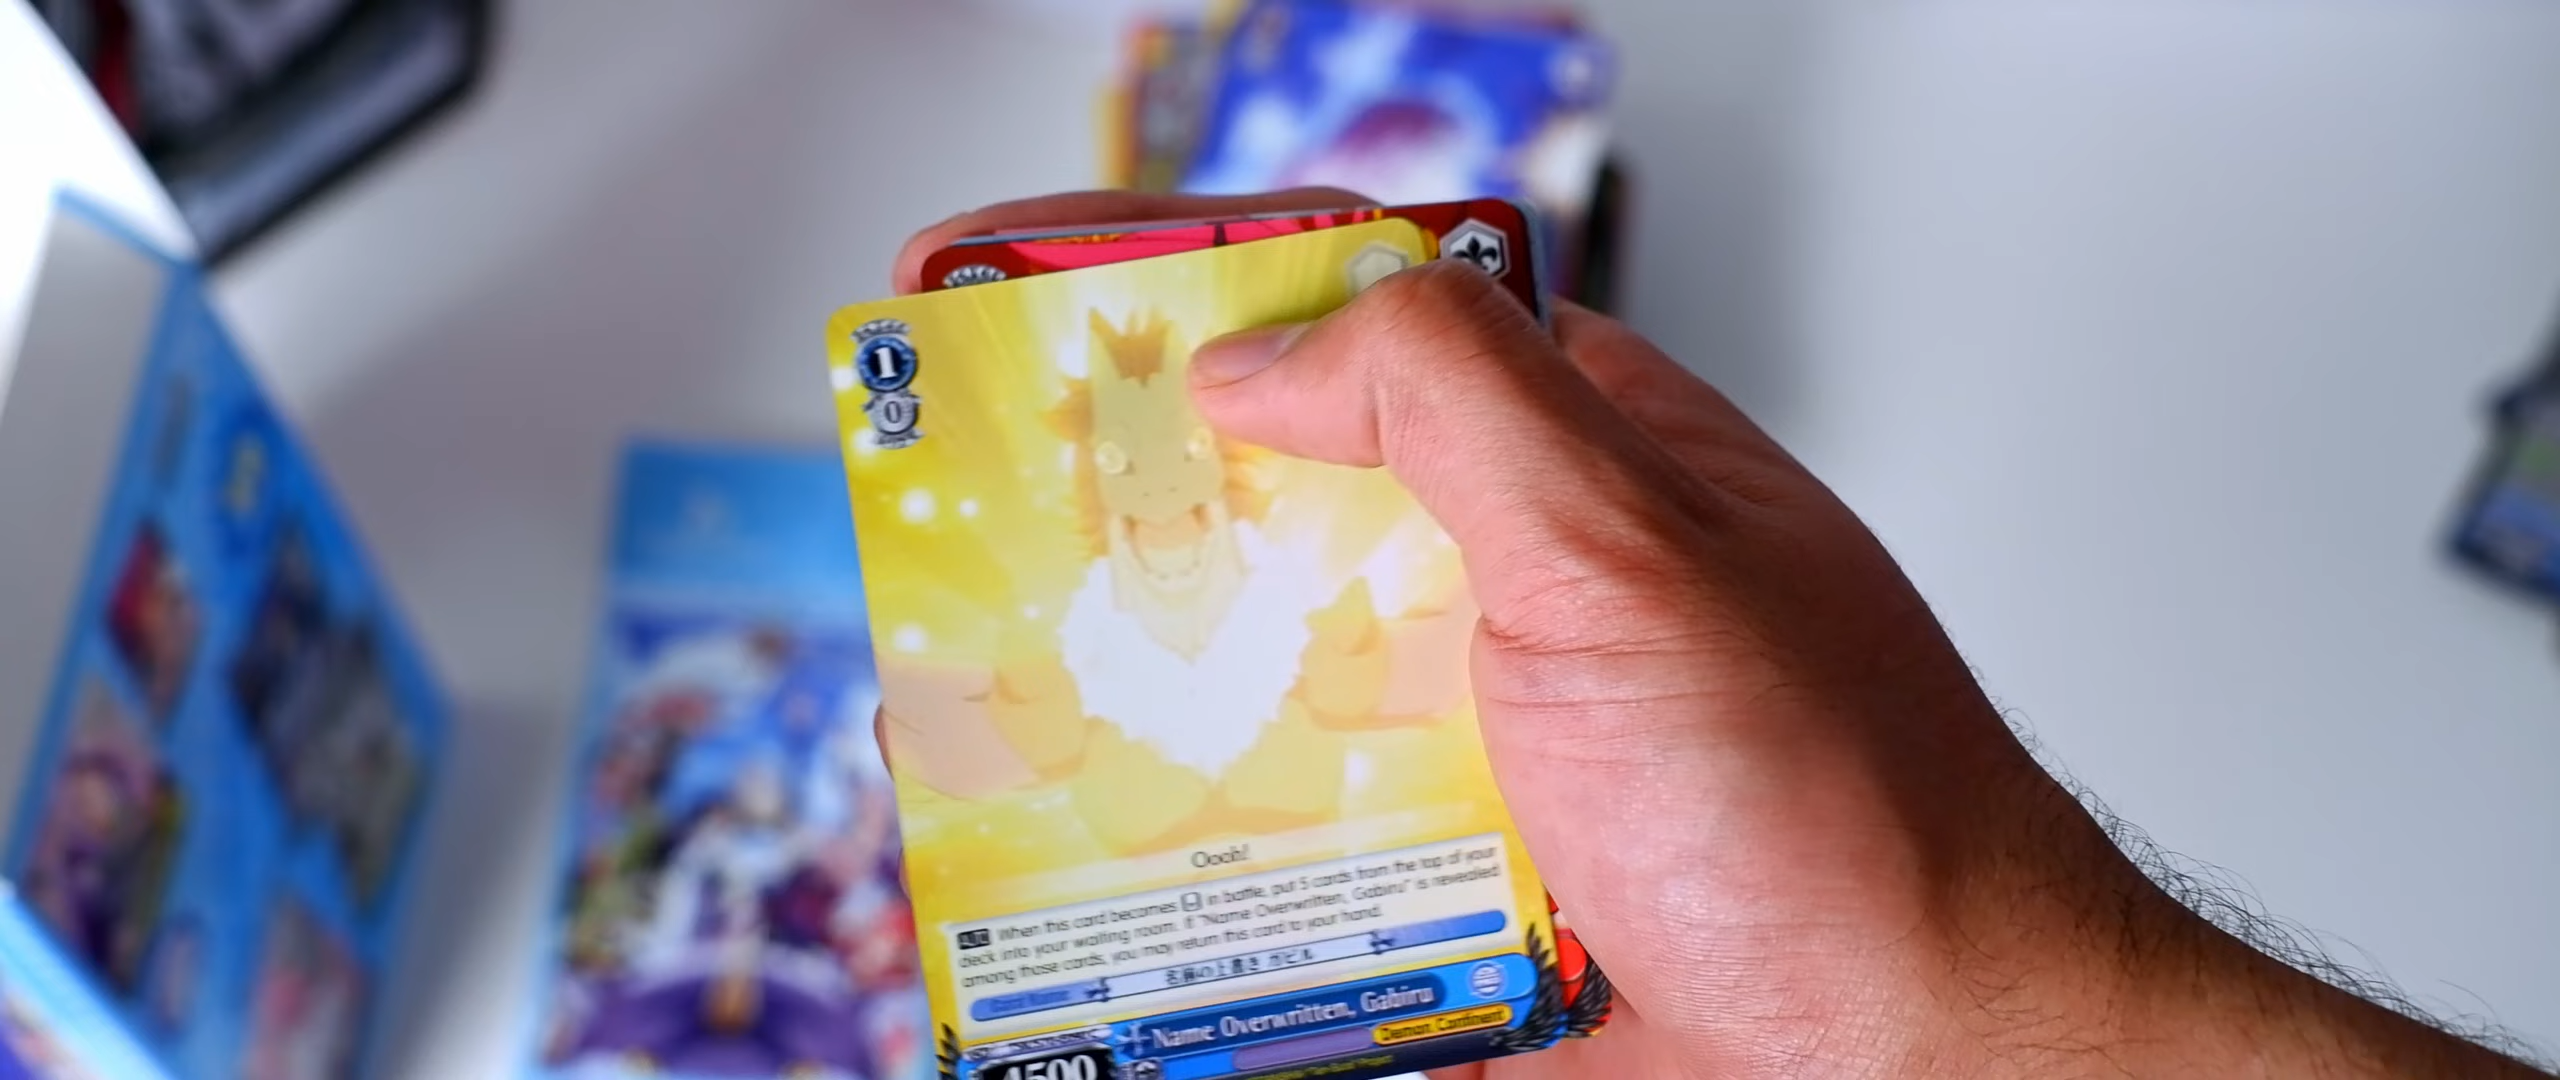 1
0
Oooh!
AUTO When this card becomes in battle, put 5 cards from the top of your
deck into your waiting room. If "Name Overwritten, Gabiru" is revealed
among those cards, you may return this card to your hand.
名前の上書き ガビル
Name Overwritten, Gabiru
4500
Demon Continent